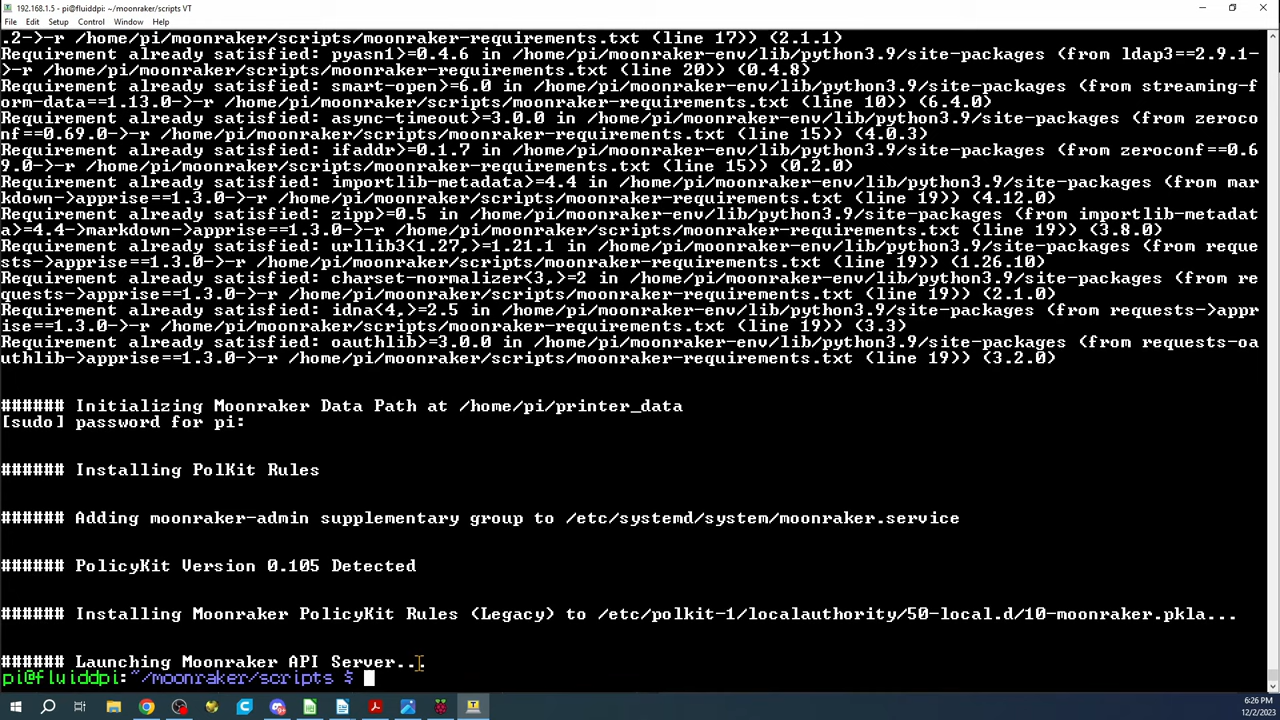 192.168.1.5 - pi@fluiddpi: ~/moonraker/scripts VT
File Edit Setup Control Window Help
.2->-r /home/pi/moonraker/scripts/moonraker-requirements.txt (line 17)) (2.1.1)
Requirement already satisfied: pyasn1>=0.4.6 in /home/pi/moonraker-env/lib/python3.9/site-packages (from ldap3==2.9.1-
>-r /home/pi/moonraker/scripts/moonraker-requirements.txt (line 20)) (0.4.8)
Requirement already satisfied: smart-open>=6.0 in /home/pi/moonraker-env/lib/python3.9/site-packages (from streaming-f
orm-data==1.13.0->-r /home/pi/moonraker/scripts/moonraker-requirements.txt (line 10)) (6.4.0)
Requirement already satisfied: async-timeout>=3.0.0 in /home/pi/moonraker-env/lib/python3.9/site-packages (from zeroco
nf==0.69.0->-r /home/pi/moonraker/scripts/moonraker-requirements.txt (line 15)) (4.0.3)
Requirement already satisfied: ifaddr>=0.1.7 in /home/pi/moonraker-env/lib/python3.9/site-packages (from zeroconf==0.6
9.0->-r /home/pi/moonraker/scripts/moonraker-requirements.txt (line 15)) (0.2.0)
Requirement already satisfied: importlib-metadata>=4.4 in /home/pi/moonraker-env/lib/python3.9/site-packages (from mar
kdown->apprise==1.3.0->-r /home/pi/moonraker/scripts/moonraker-requirements.txt (line 19)) (4.12.0)
Requirement already satisfied: zipp>=0.5 in /home/pi/moonraker-env/lib/python3.9/site-packages (from importlib-metadat
a>=4.4->markdown->apprise==1.3.0->-r /home/pi/moonraker/scripts/moonraker-requirements.txt (line 19)) (3.8.0)
Requirement already satisfied: urllib3<1.27,>=1.21.1 in /home/pi/moonraker-env/lib/python3.9/site-packages (from reque
sts->apprise==1.3.0->-r /home/pi/moonraker/scripts/moonraker-requirements.txt (line 19)) (1.26.10)
Requirement already satisfied: charset-normalizer<3,>=2 in /home/pi/moonraker-env/lib/python3.9/site-packages (from re
quests->apprise==1.3.0->-r /home/pi/moonraker/scripts/moonraker-requirements.txt (line 19)) (2.1.0)
Requirement already satisfied: idna<4,>=2.5 in /home/pi/moonraker-env/lib/python3.9/site-packages (from requests->appr
ise==1.3.0->-r /home/pi/moonraker/scripts/moonraker-requirements.txt (line 19)) (3.3)
Requirement already satisfied: oauthlib>=3.0.0 in /home/pi/moonraker-env/lib/python3.9/site-packages (from requests-oa
uthlib->apprise==1.3.0->-r /home/pi/moonraker/scripts/moonraker-requirements.txt (line 19)) (3.2.0)
###### Initializing Moonraker Data Path at /home/pi/printer_data
[sudo] password for pi:
###### Installing PolKit Rules
###### Adding moonraker-admin supplementary group to /etc/systemd/system/moonraker.service
###### PolicyKit Version 0.105 Detected
###### Installing Moonraker PolicyKit Rules (Legacy) to /etc/polkit-1/localauthority/50-local.d/10-moonraker.pkla...
###### Launching Moonraker API Server...
pi@fluiddpi:~/moonraker/scripts $
6:26 PM
12/2/2023